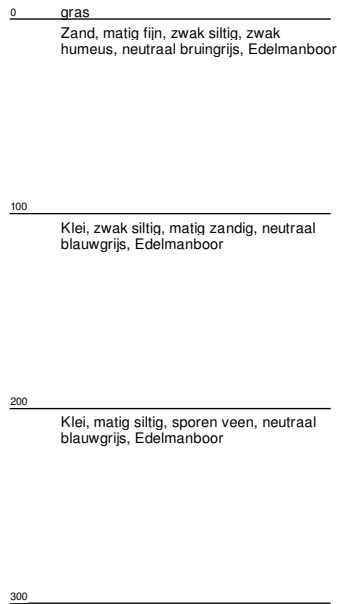 0 gras
Zand, matig fijn, zwak siltig, zwak
humeus, neutraal bruingrijs, Edelmanboor
100
Klei, zwak siltig, matig zandig, neutraal
blauwgrijs, Edelmanboor
200
Klei, matig siltig, sporen veen, neutraal
blauwgrijs, Edelmanboor
300